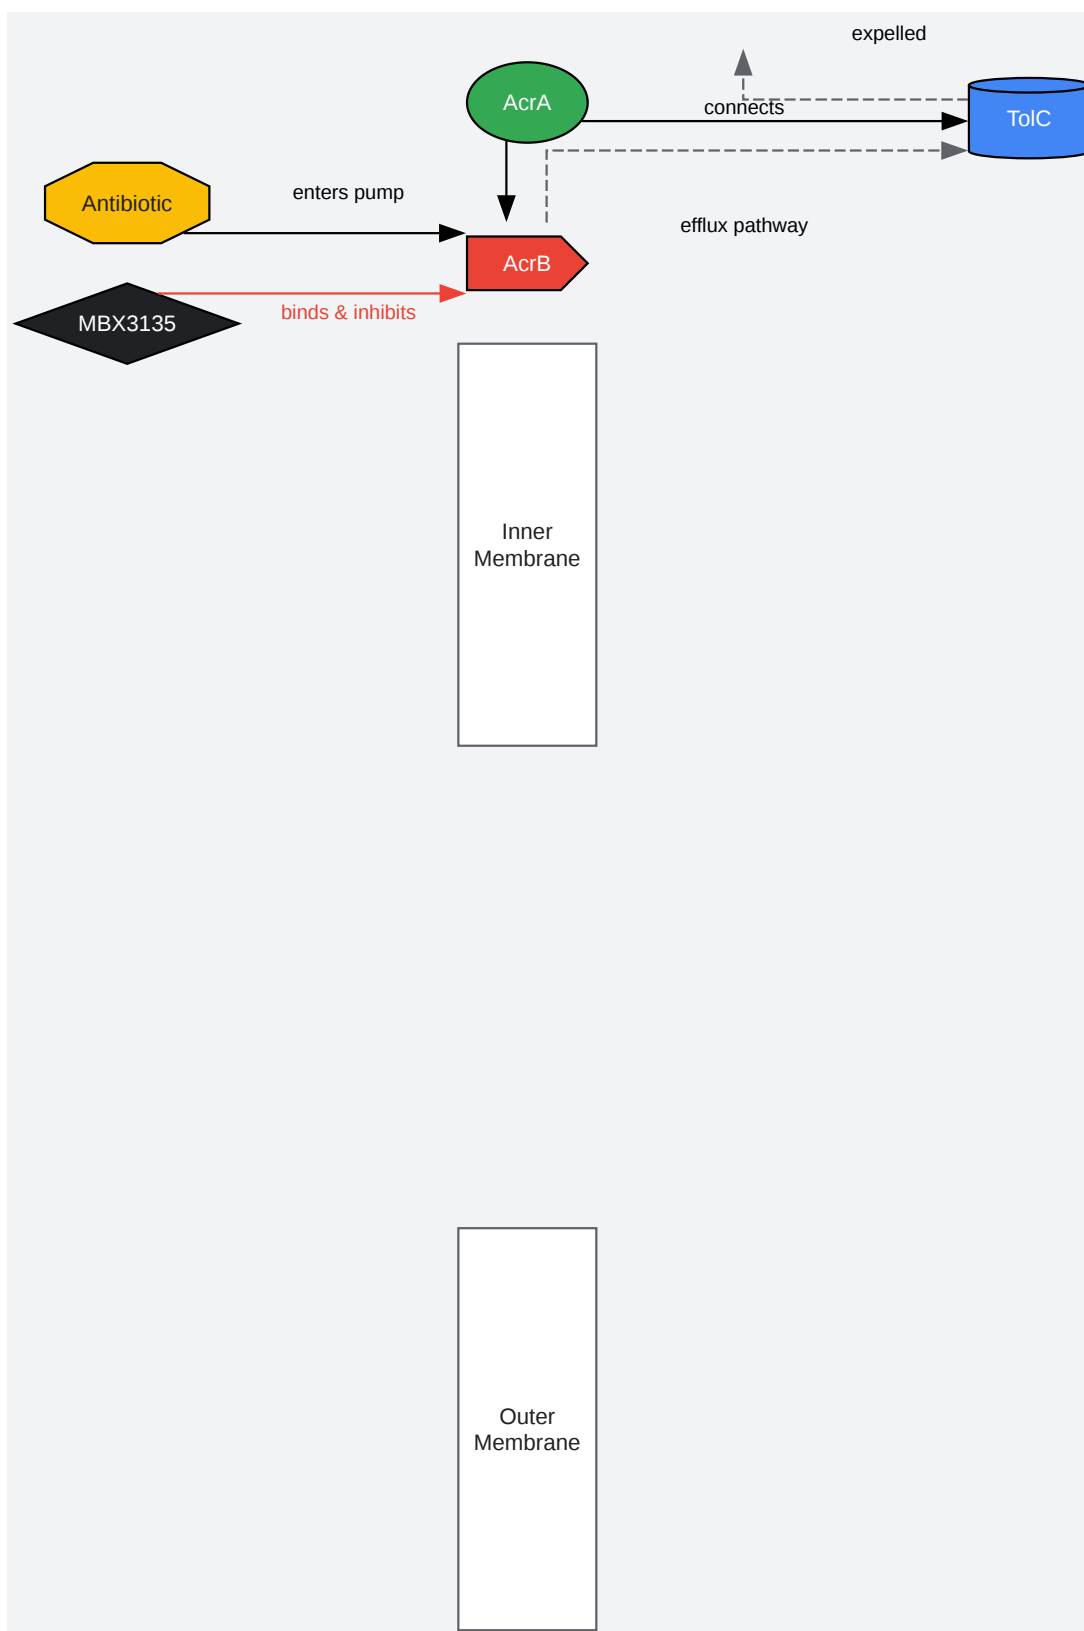 expelled
AcrA
connects
TolC
enters pump
Antibiotic
efflux pathway
AcrB
binds & inhibits
MBX3135
Inner
Membrane
Outer
Membrane